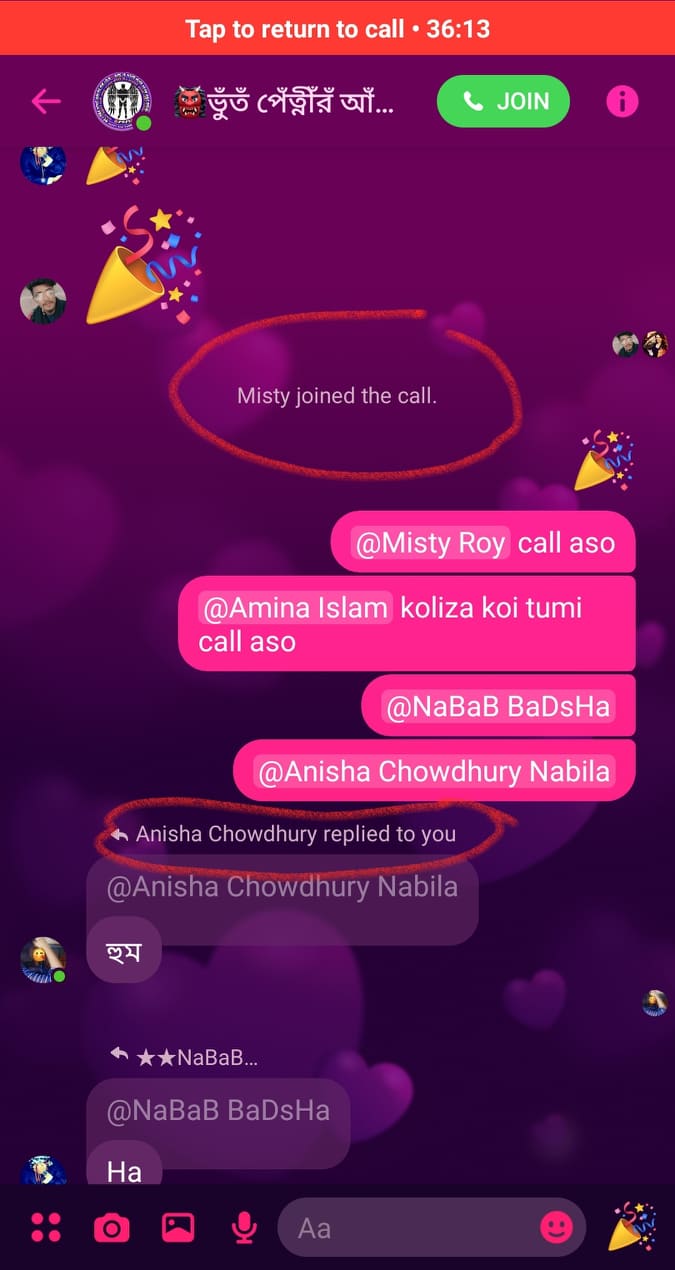 Tap to return to call • 36:13
ভুঁতঁ পেঁত্নীঁরঁ আঁ...
JOIN
Misty joined the call.
@Misty Roy call aso
@Amina Islam koliza koi tumi
call aso
@NaBaB BaDsHa
@Anisha Chowdhury Nabila
Anisha Chowdhury replied to you
@Anisha Chowdhury Nabila
হুম
★★NaBaB...
@NaBaB BaDsHa
Ha
Aa